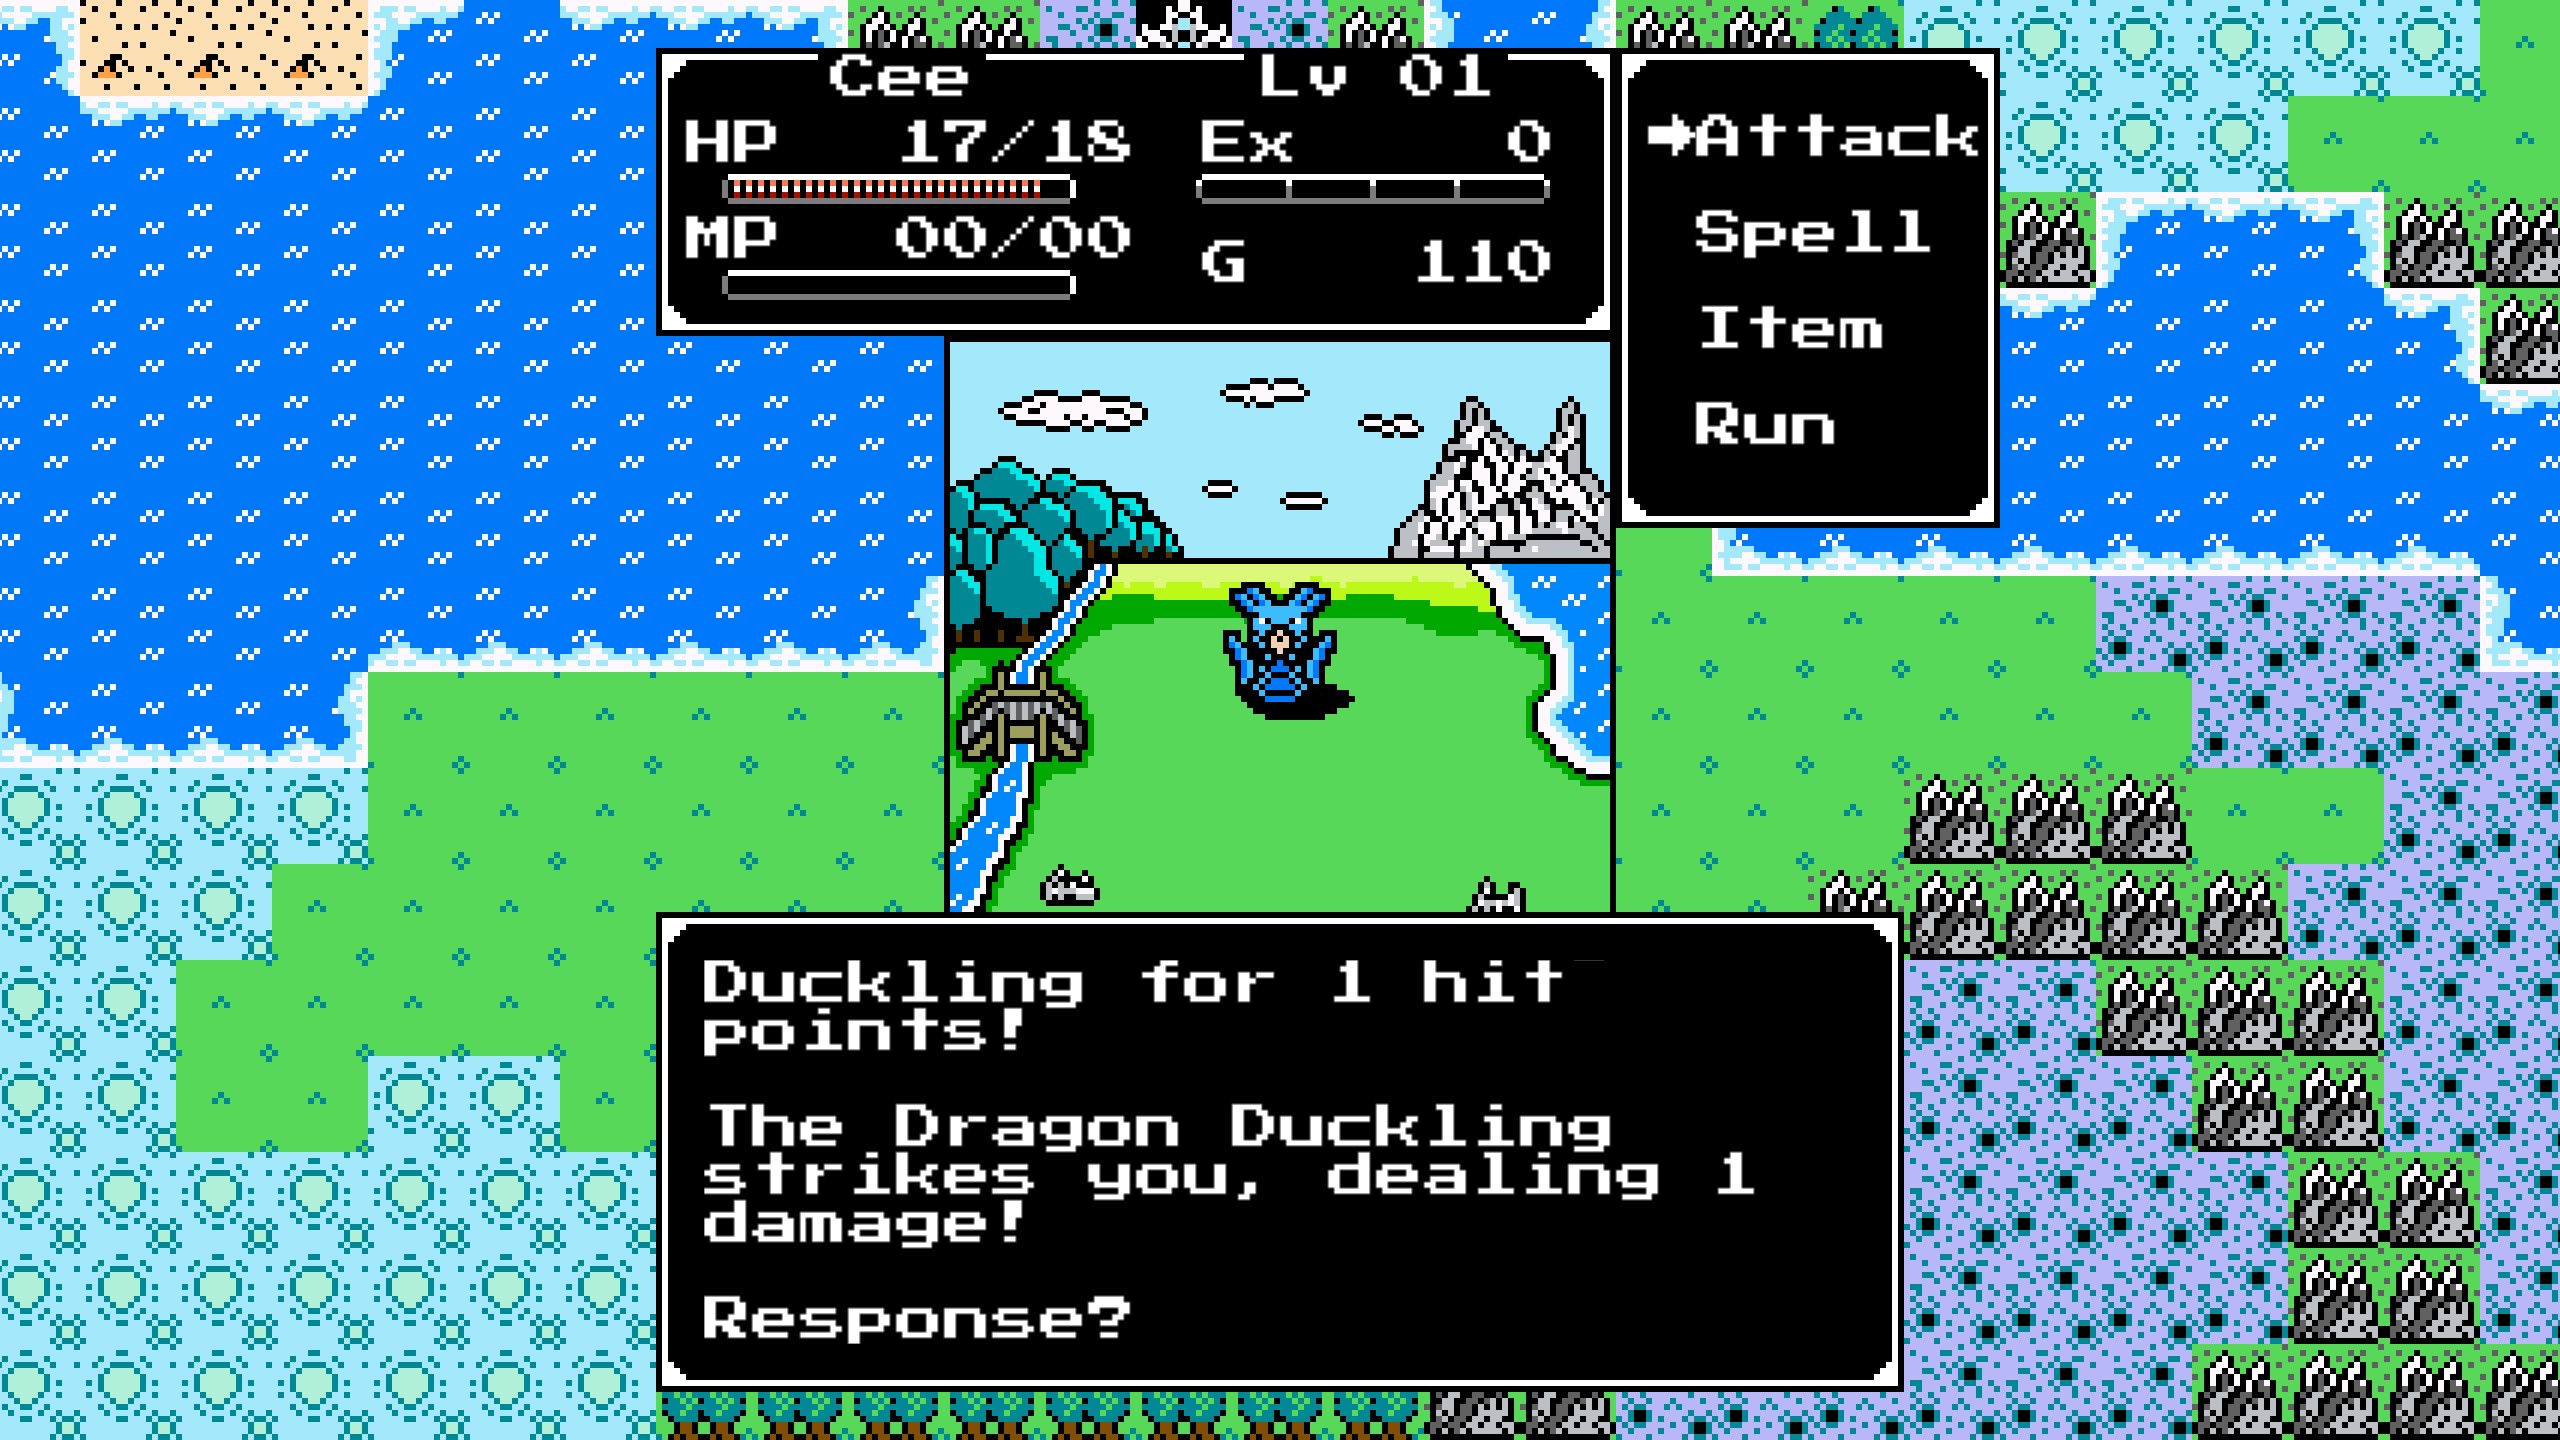 Cee Lv 01
HP 17/18 Ex 0
MP 00/00 G 110
Attack
Spell
Item
Run
Duckling for 1 hit
points!
The Dragon Duckling
strikes you, dealing 1
damage!
Response?